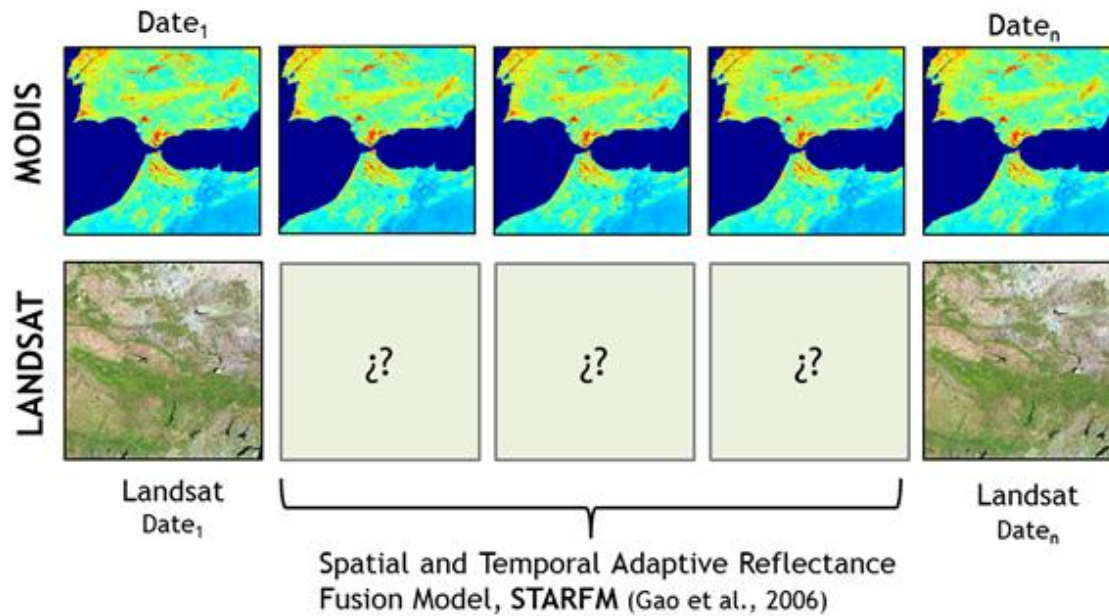 Date₁
Dateₙ
MODIS
LANDSAT
¿?
¿?
¿?
Landsat
Date₁
Landsat
Dateₙ
Spatial and Temporal Adaptive Reflectance
Fusion Model, STARFM (Gao et al., 2006)